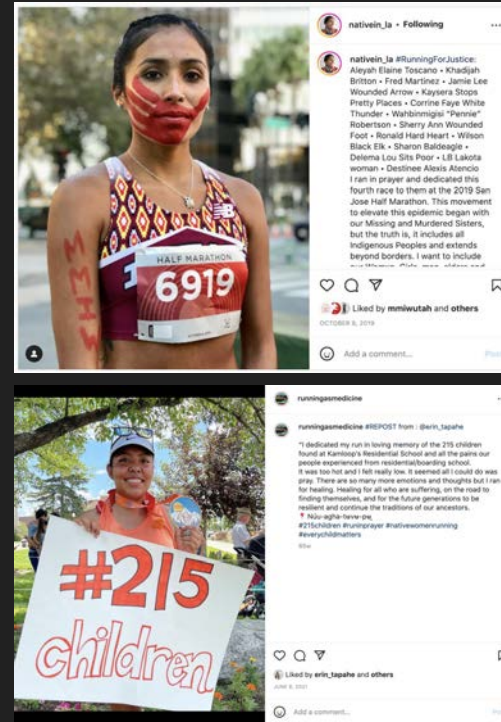 nativein_la • Following
nativein_la #RunningForJustice:
Aleyah Elaine Toscano • Khadijah
Britton • Fred Martinez • Jamie Lee
Wounded Arrow • Kaysera Stops
Pretty Places • Corrine Faye White
Thunder • Wahbinmigisi "Pennie"
Robertson • Sherry Ann Wounded
Foot • Ronald Hard Heart • Wilson
Black Elk • Sharon Baldeagle •
Delema Lou Sits Poor • LB Lakota
woman • Destinee Alexis Atencio
I ran in prayer and dedicated this
fourth race to them at the 2019 San
Jose Half Marathon. This movement
to elevate this epidemic began with
our Missing and Murdered Sisters,
but the truth is, it includes all
Indigenous Peoples and extends
beyond borders. I want to include
HALF MARATHON
6919
Liked by mmiwutah and others
OCTOBER 8, 2019
Add a comment...
runningasmedicine
runningasmedicine #REPOST from : @erin_tapahe
"I dedicated my run in loving memory of the 215 children
found at Kamloop's Residential School and all the pains our
people experienced from residential/boarding school.
It was too hot and I felt really low. It seemed all I could do was
pray. There are so many more emotions and thoughts but I ran
for healing. Healing for all who are suffering, on the road to
finding themselves, and for the future generations to be
resilient and continue the traditions of our ancestors.
#215children #runinprayer #nativewomenrunning
#everychildmatters
#215
children
Liked by erin_tapahe and others
Add a comment...